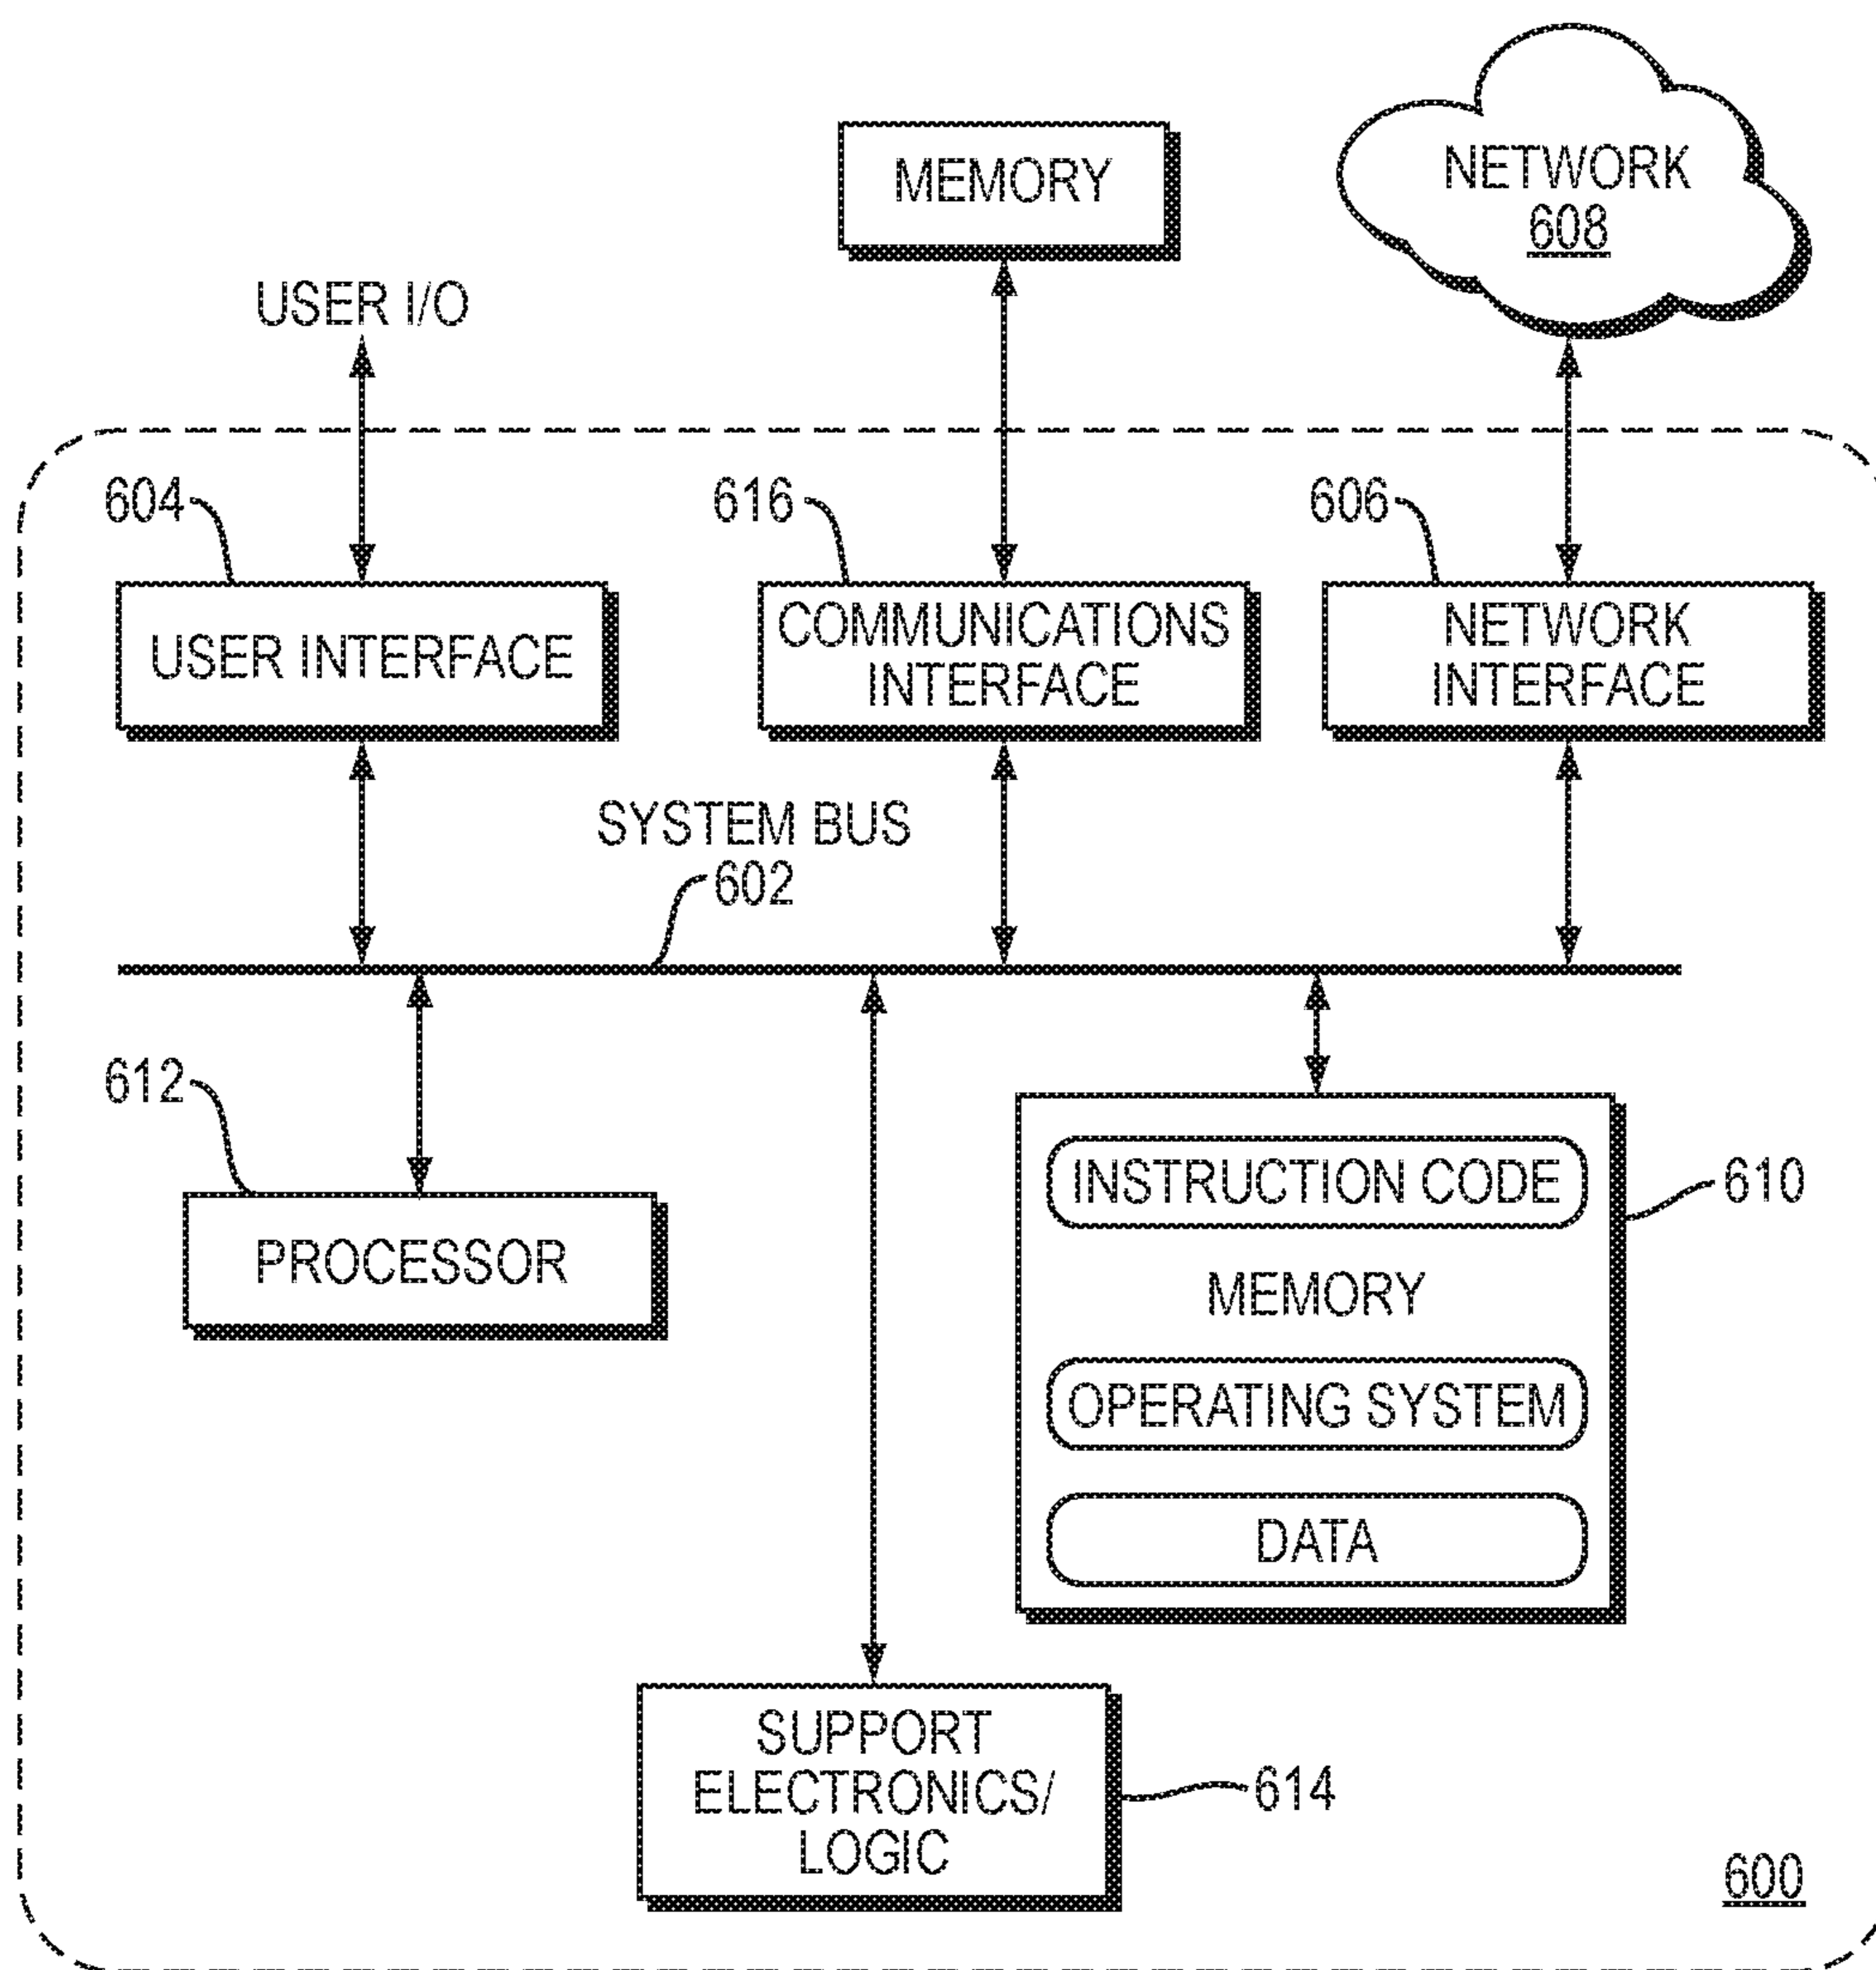 MEMORY
NETWORK
608
USER I/O
604
616
606
USER INTERFACE
COMMUNICATIONS
INTERFACE
NETWORK
INTERFACE
SYSTEM BUS
602
612
PROCESSOR
INSTRUCTION CODE
610
MEMORY
OPERATING SYSTEM
DATA
SUPPORT
ELECTRONICS/
LOGIC
614
600